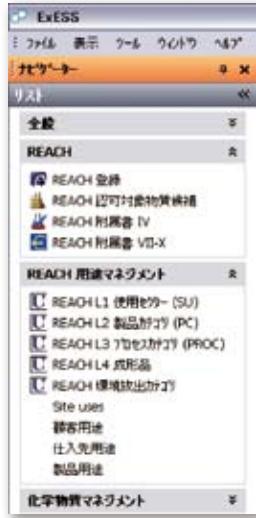 ExESS
ファイル 表示 ツール ウィンドウ ヘルプ
ナビゲーター
リスト
全般
REACH
REACH 登録
REACH 認可対象物質候補
REACH 附属書 IV
REACH 附属書 VII-X
REACH 用途マネジメント
REACH L1 使用セクター (SU)
REACH L2 製品カテゴリ (PC)
REACH L3 プロセスカテゴリ (PROC)
REACH L4 成形品
REACH 環境放出カテゴリ
Site uses
顧客用途
仕入先用途
製品用途
化学物質マネジメント